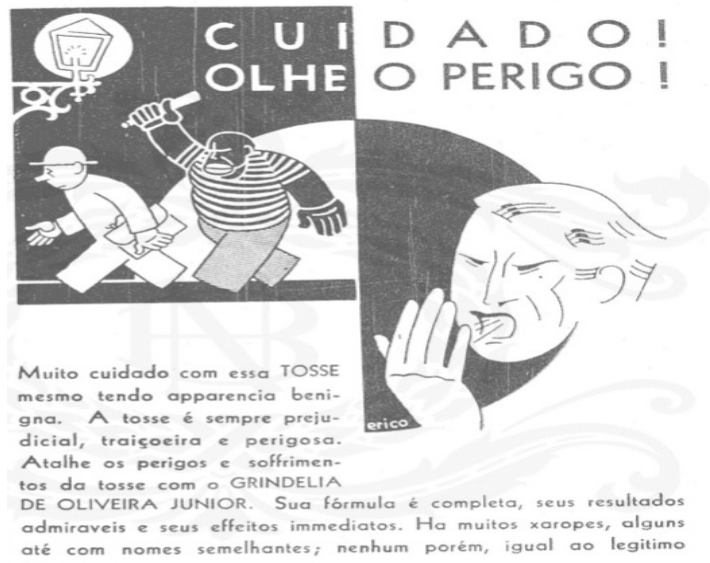 CUIDADO!
OLHE O PERIGO!
erico
Muito cuidado com essa TOSSE
mesmo tendo apparencia beni-
gna. A tosse é sempre preju-
dicial, traiçoeira e perigosa.
Atalhe os perigos e soffrimen-
tos da tosse com o GRINDELIA
DE OLIVEIRA JUNIOR. Sua fórmula é completa, seus resultados
admiraveis e seus effeitos immediatos. Ha muitos xaropes, alguns
até com nomes semelhantes; nenhum porém, igual ao legitimo